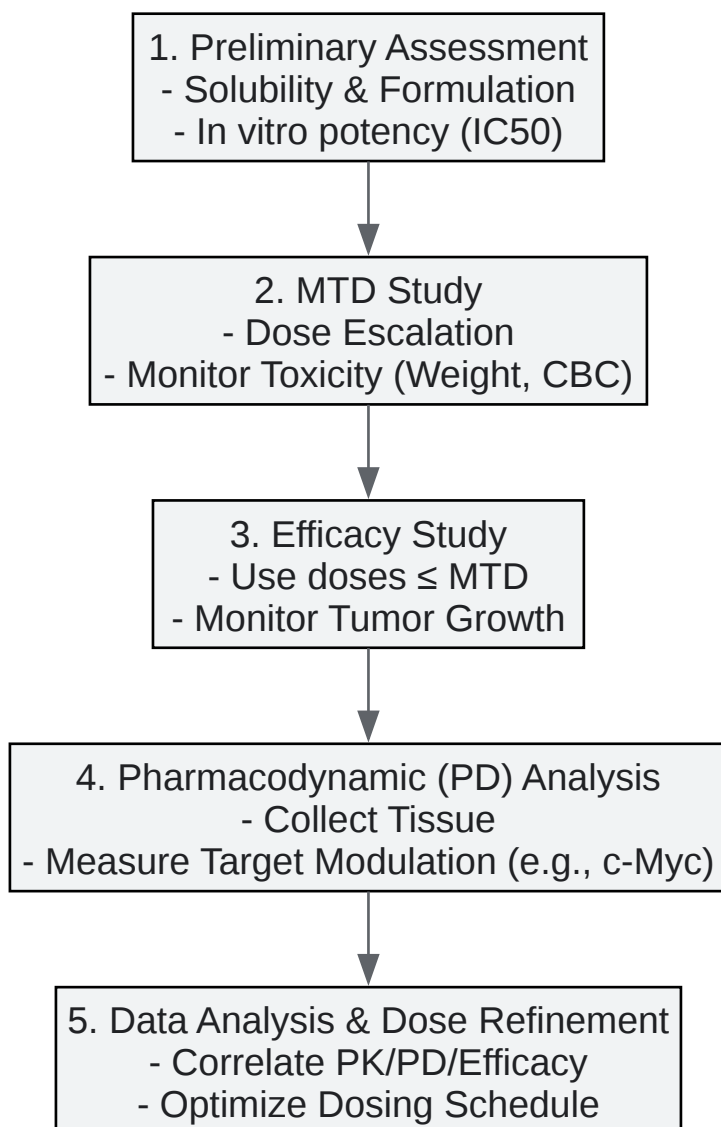 1. Preliminary Assessment
- Solubility & Formulation
- In vitro potency (IC50)
2. MTD Study
- Dose Escalation
- Monitor Toxicity (Weight, CBC)
3. Efficacy Study
- Use doses ≤ MTD
- Monitor Tumor Growth
4. Pharmacodynamic (PD) Analysis
- Collect Tissue
- Measure Target Modulation (e.g., c-Myc)
5. Data Analysis & Dose Refinement
- Correlate PK/PD/Efficacy
- Optimize Dosing Schedule